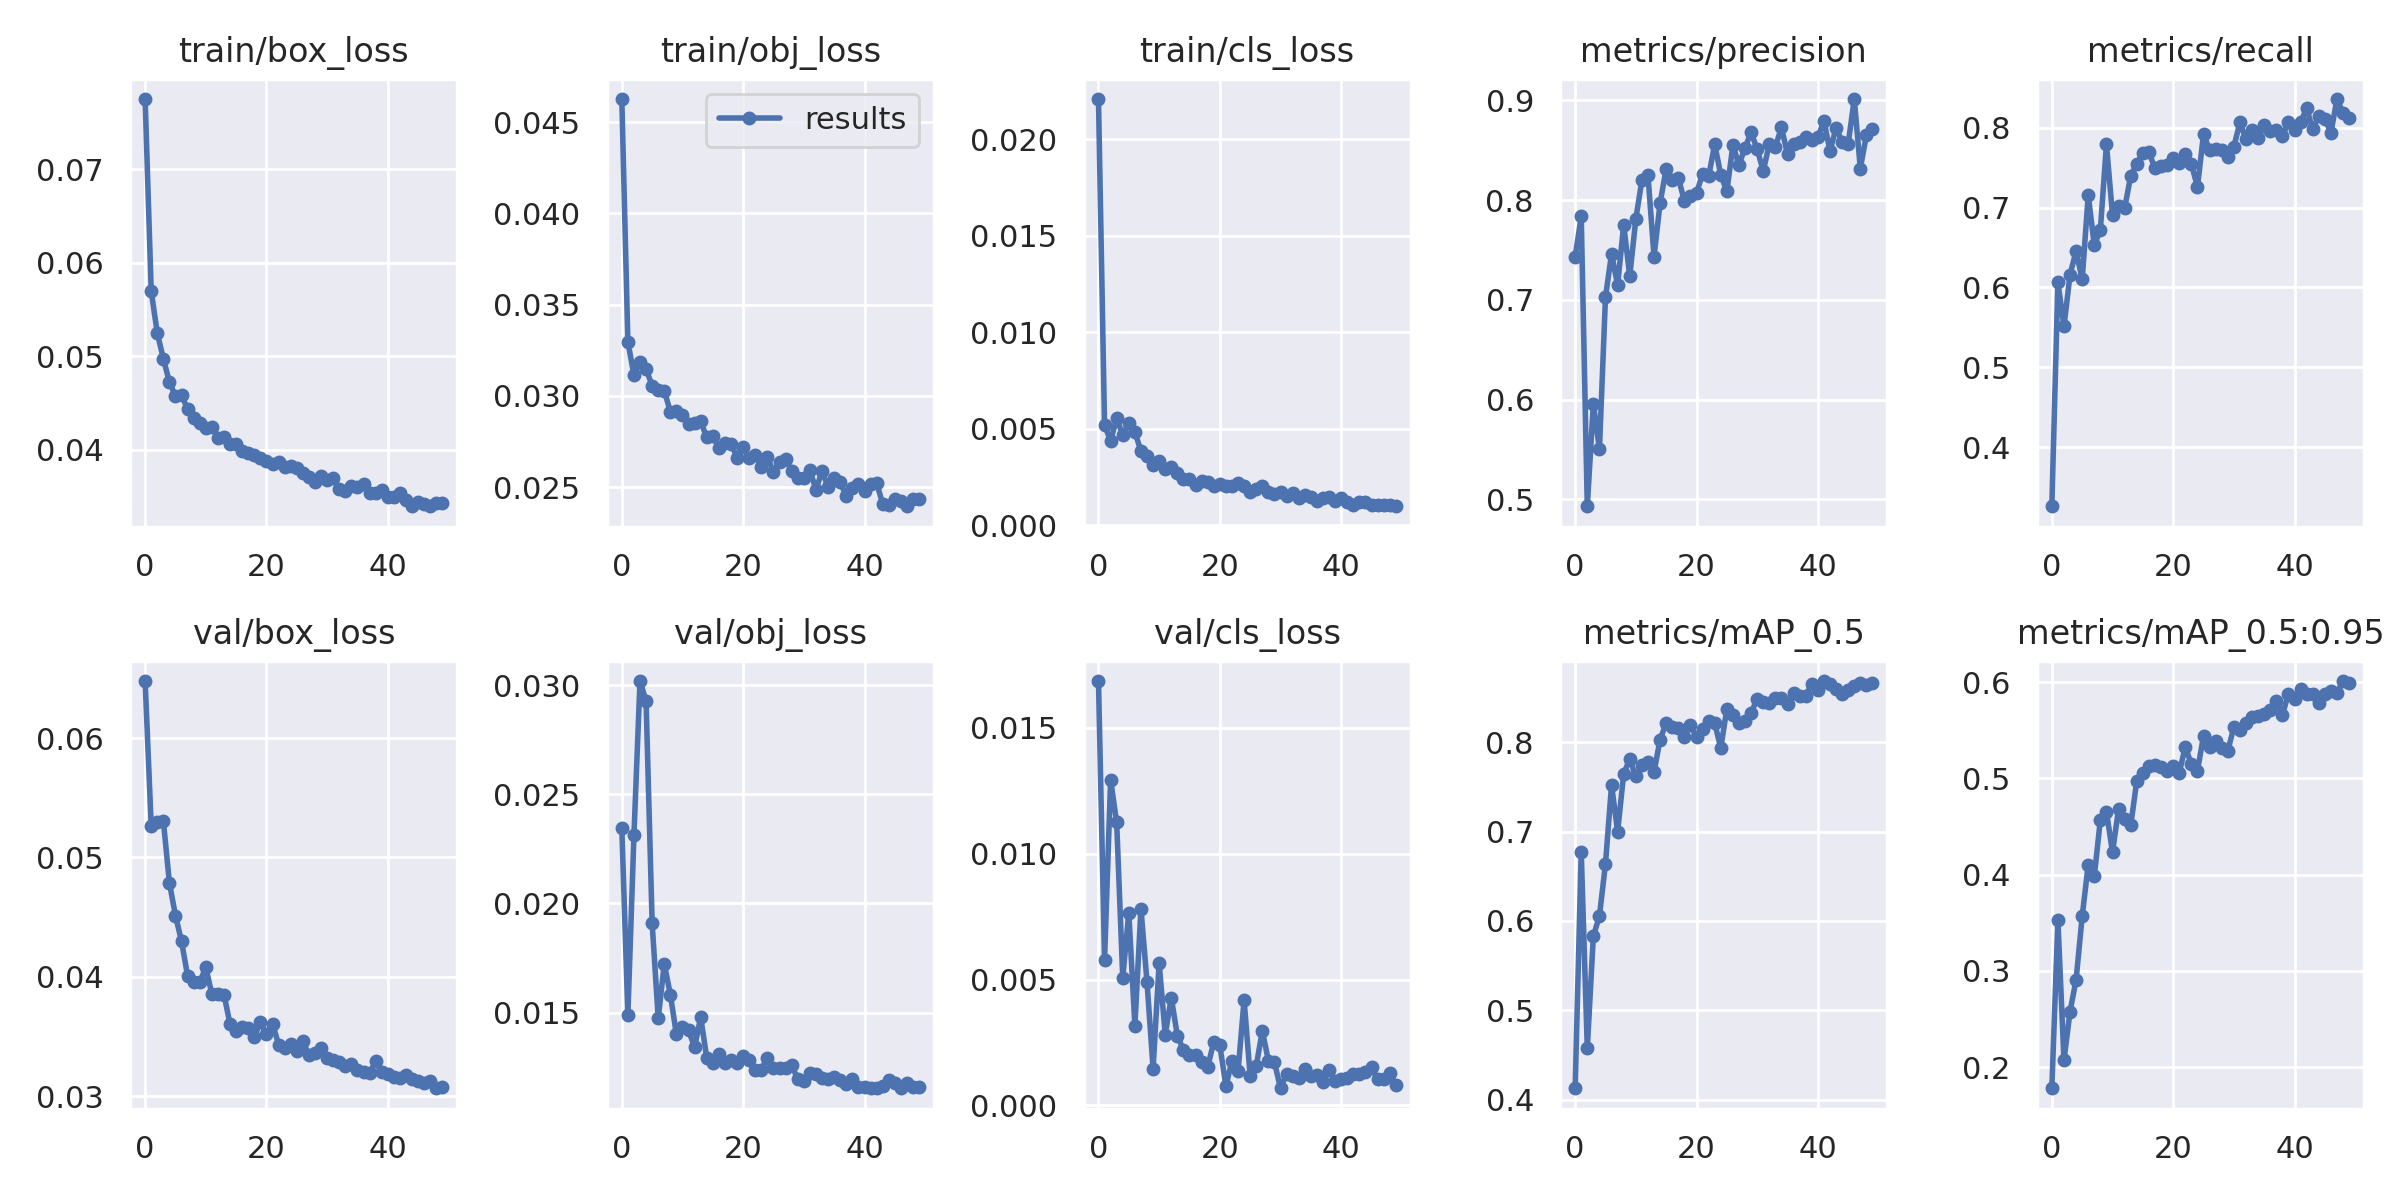 train/box_loss
0.07
0.06
0.05
0.04
0 20 40
train/obj_loss
results
0.045
0.040
0.035
0.030
0.025
0 20 40
train/cls_loss
0.020
0.015
0.010
0.005
0.000
0 20 40
metrics/precision
0.9
0.8
0.7
0.6
0.5
0 20 40
metrics/recall
0.8
0.7
0.6
0.5
0.4
0 20 40
val/box_loss
0.06
0.05
0.04
0.03
0 20 40
val/obj_loss
0.030
0.025
0.020
0.015
0 20 40
val/cls_loss
0.015
0.010
0.005
0.000
0 20 40
metrics/mAP_0.5
0.8
0.7
0.6
0.5
0.4
0 20 40
metrics/mAP_0.5:0.95
0.6
0.5
0.4
0.3
0.2
0 20 40